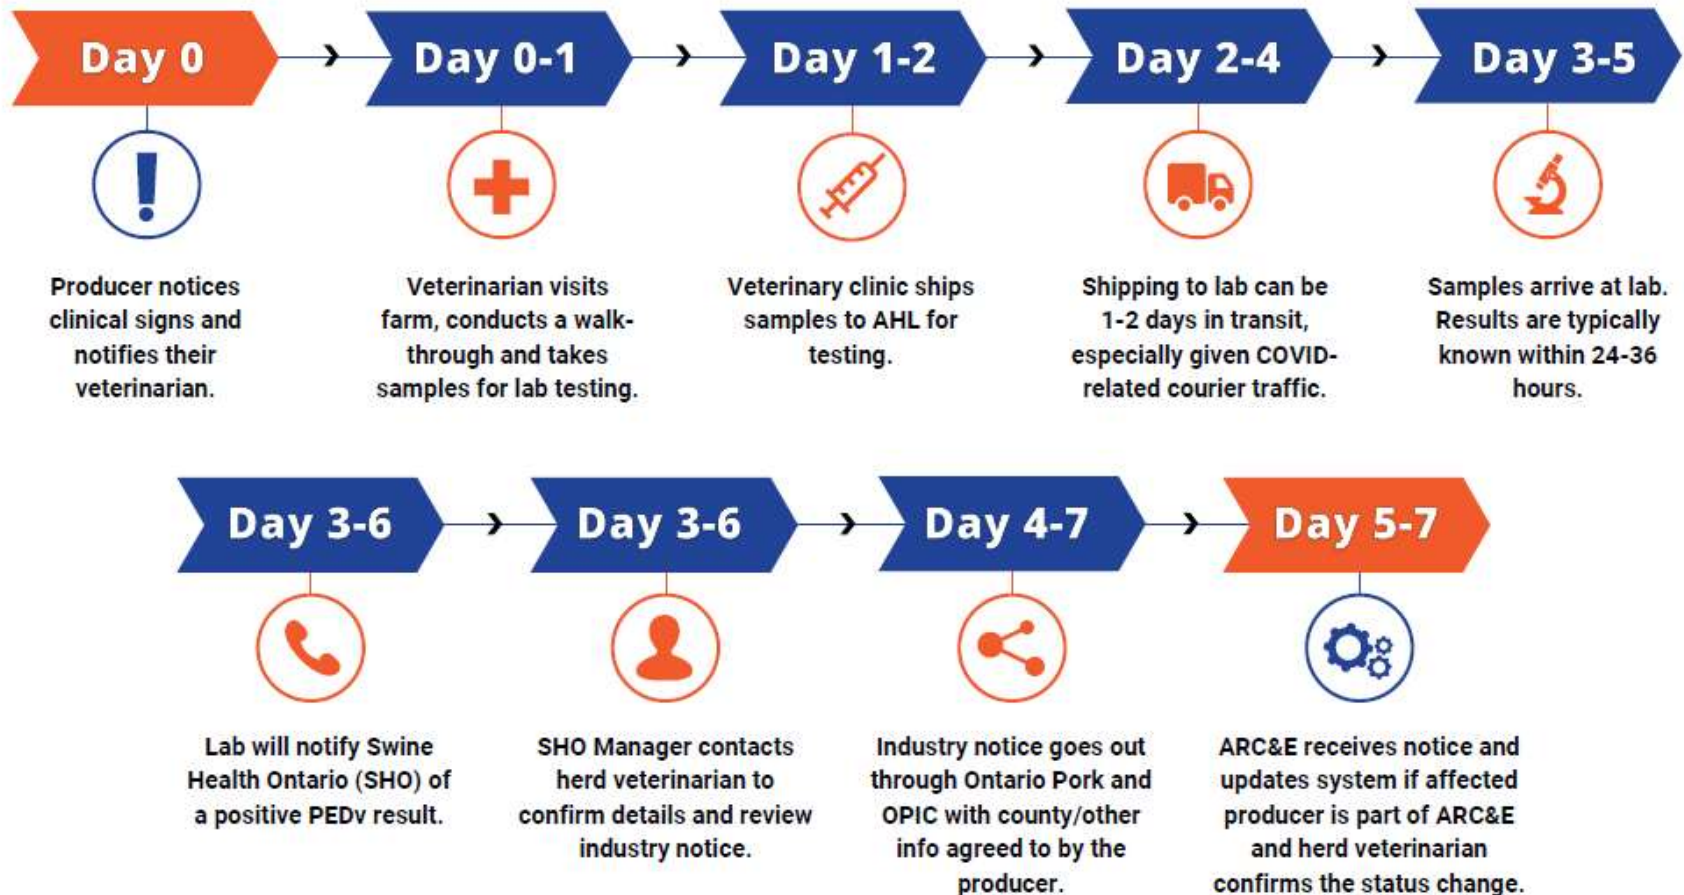 Day 0
Producer notices
clinical signs and
notifies their
veterinarian.
Day 0-1
Veterinarian visits
farm, conducts a walk-
through and takes
samples for lab testing.
Day 1-2
Veterinary clinic ships
samples to AHL for
testing.
Day 2-4
Shipping to lab can be
1-2 days in transit,
especially given COVID-
related courier traffic.
Day 3-5
Samples arrive at lab.
Results are typically
known within 24-36
hours.
Day 3-6
Lab will notify Swine
Health Ontario (SHO) of
a positive PEDv result.
Day 3-6
SHO Manager contacts
herd veterinarian to
confirm details and review
industry notice.
Day 4-7
Industry notice goes out
through Ontario Pork and
OPIC with county/other
info agreed to by the
producer.
Day 5-7
ARC&E receives notice and
updates system if affected
producer is part of ARC&E
and herd veterinarian
confirms the status change.